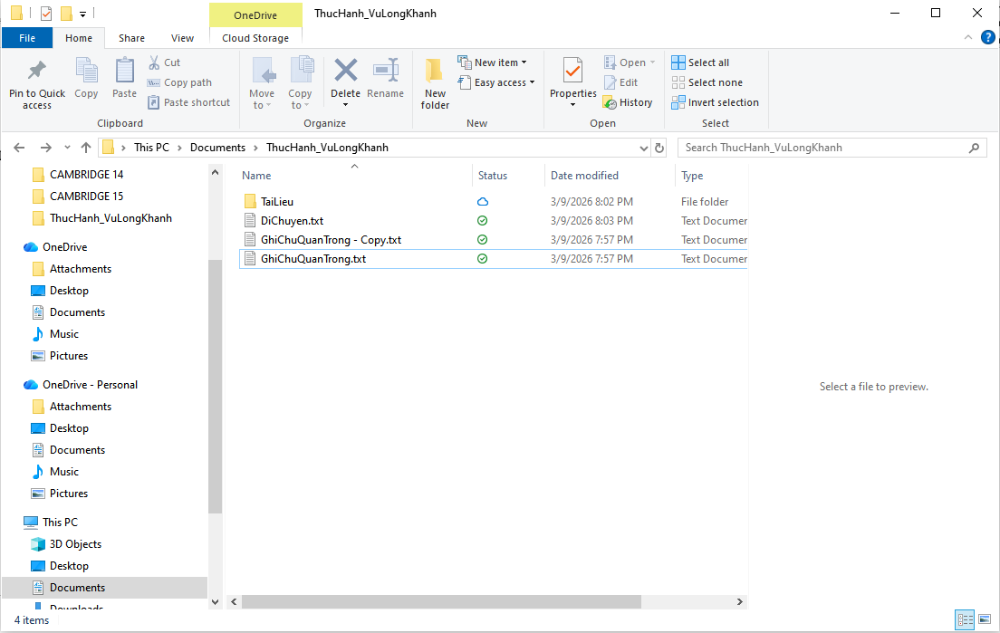 OneDrive
ThucHanh_VuLongKhanh
File
Home
Share
View
Cloud Storage
Pin to Quick access
Copy
Paste
Cut
Copy path
Paste shortcut
Clipboard
Move to
Copy to
Delete
Rename
Organize
New folder
New item
Easy access
New
Properties
Open
Edit
History
Open
Select all
Select none
Invert selection
Select
This PC > Documents > ThucHanh_VuLongKhanh
Search ThucHanh_VuLongKhanh
CAMBRIDGE 14
CAMBRIDGE 15
ThucHanh_VuLongKhanh
OneDrive
Attachments
Desktop
Documents
Music
Pictures
OneDrive - Personal
Attachments
Desktop
Documents
Music
Pictures
This PC
3D Objects
Desktop
Documents
Downloads
Name Status Date modified Type
TaiLieu 3/9/2026 8:02 PM File folder
DiChuyen.txt 3/9/2026 8:03 PM Text Documen
GhiChuQuanTrong - Copy.txt 3/9/2026 7:57 PM Text Documen
GhiChuQuanTrong.txt 3/9/2026 7:57 PM Text Documen
Select a file to preview.
4 items